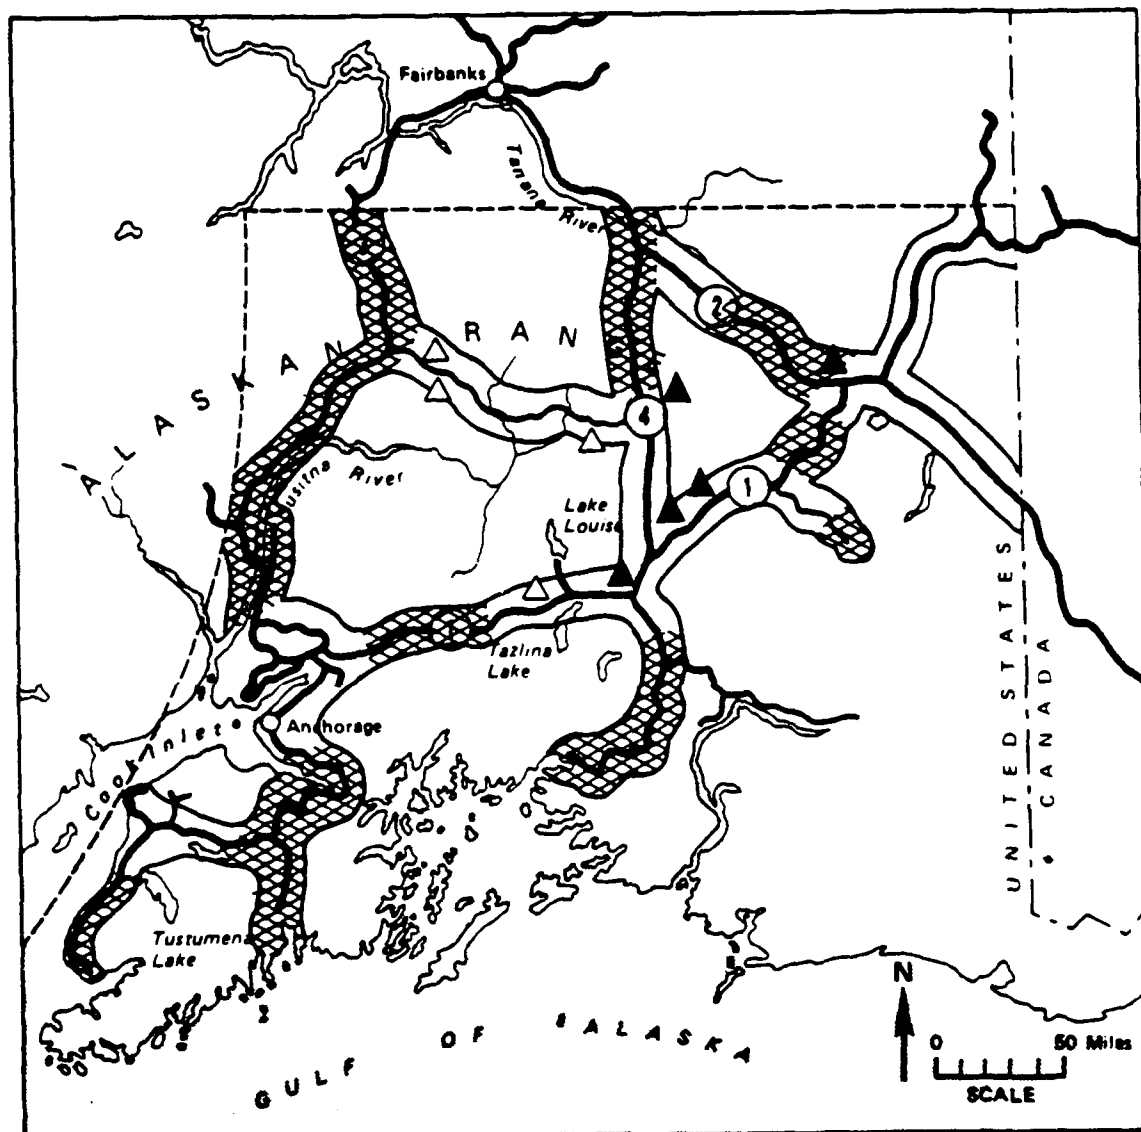 Fairbanks
Tanana
River
ALASKAN RAN
2
4
1
usitna River
Lake
Louise
Tazlina
Lake
Anchorage
Cook Inlet
Tustumena
Lake
UNITED STATES
CANADA
GULF OF ALASKA
N
0 50 Miles
SCALE